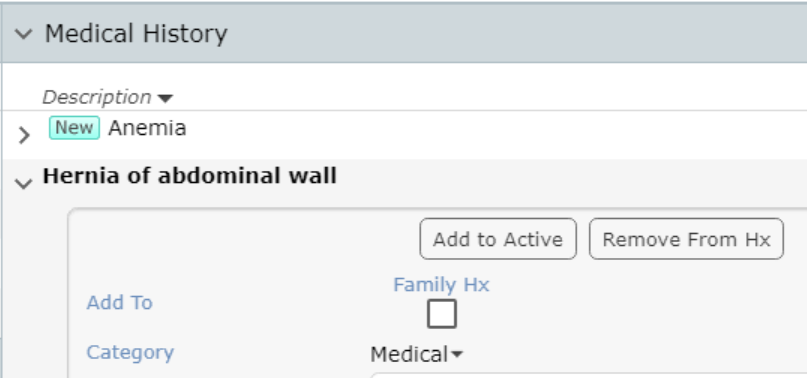 Medical History
Description
New Anemia
Hernia of abdominal wall
Add to Active Remove From Hx
Family Hx
Add To
Category Medical